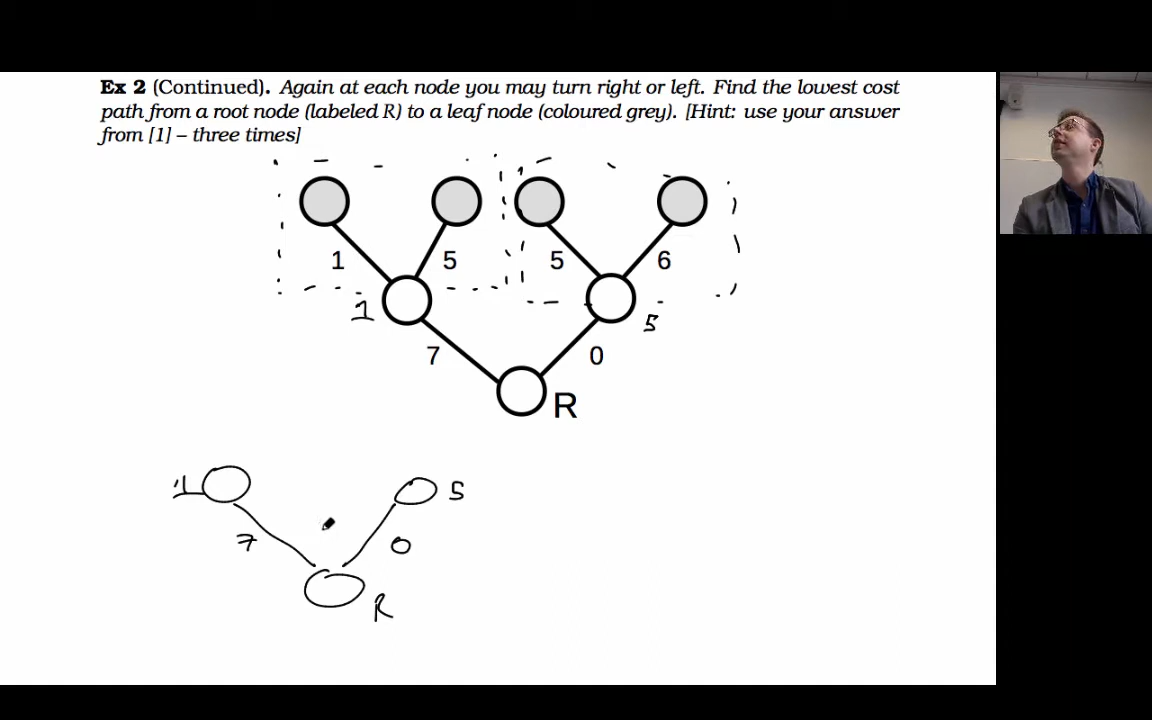 Ex 2 (Continued). Again at each node you may turn right or left. Find the lowest cost
path from a root node (labeled R) to a leaf node (coloured grey). [Hint: use your answer
from [1] – three times]
1 5 5 6
1 5
7 0
R
1 5
7 0
R